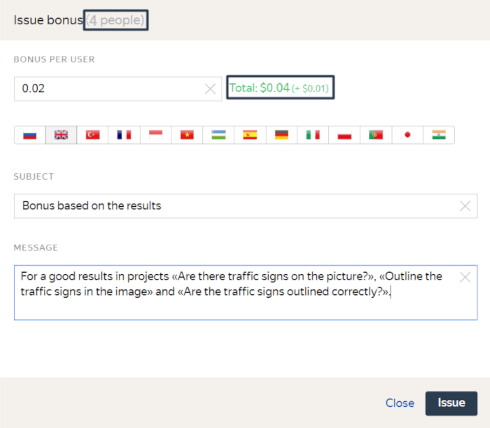 Issue bonus (4 people)
BONUS PER USER
0.02
Total: $0.04 (+ $0.01)
SUBJECT
Bonus based on the results
MESSAGE
For a good results in projects «Are there traffic signs on the picture?», «Outline the
traffic signs in the image» and «Are the traffic signs outlined correctly?».
Close
Issue